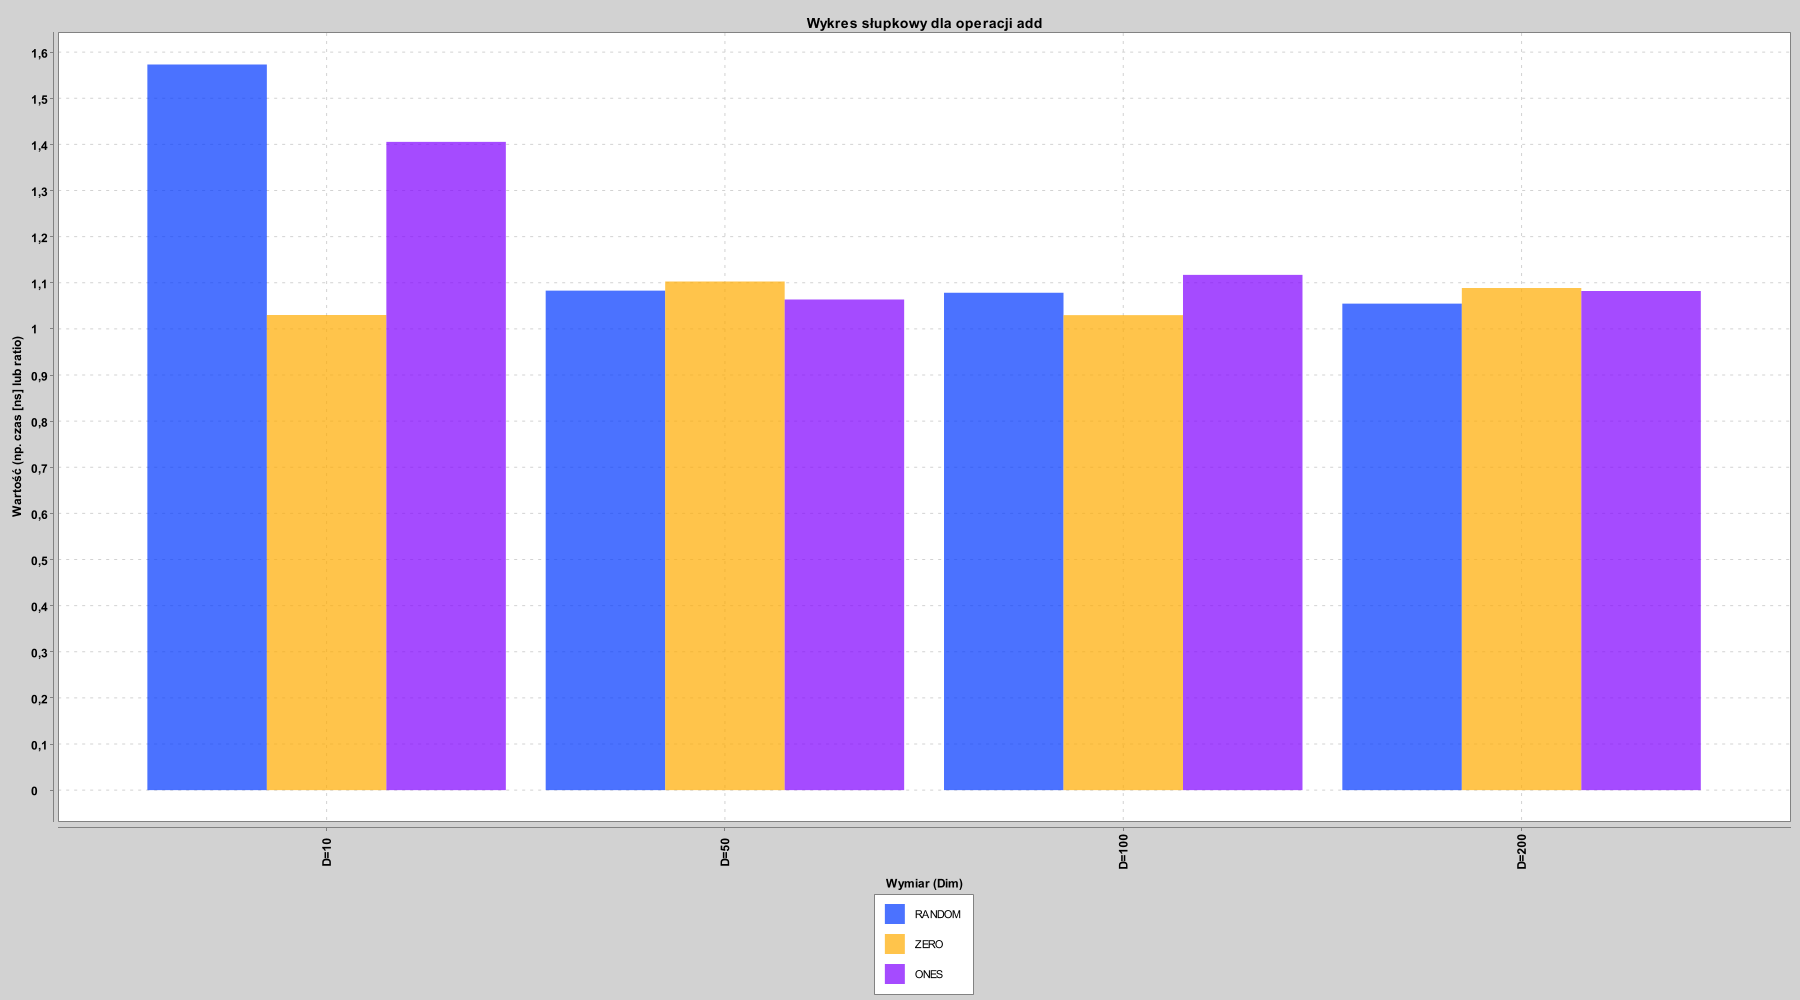 Wykres słupkowy dla operacji add
1,6
1,5
1,4
1,3
1,2
1,1
1
0,9
0,8
0,7
0,6
0,5
0,4
0,3
0,2
0,1
0
Wartość (np. czas [ns] lub ratio)
D=10
D=50
D=100
D=200
Wymiar (Dim)
RANDOM
ZERO
ONES